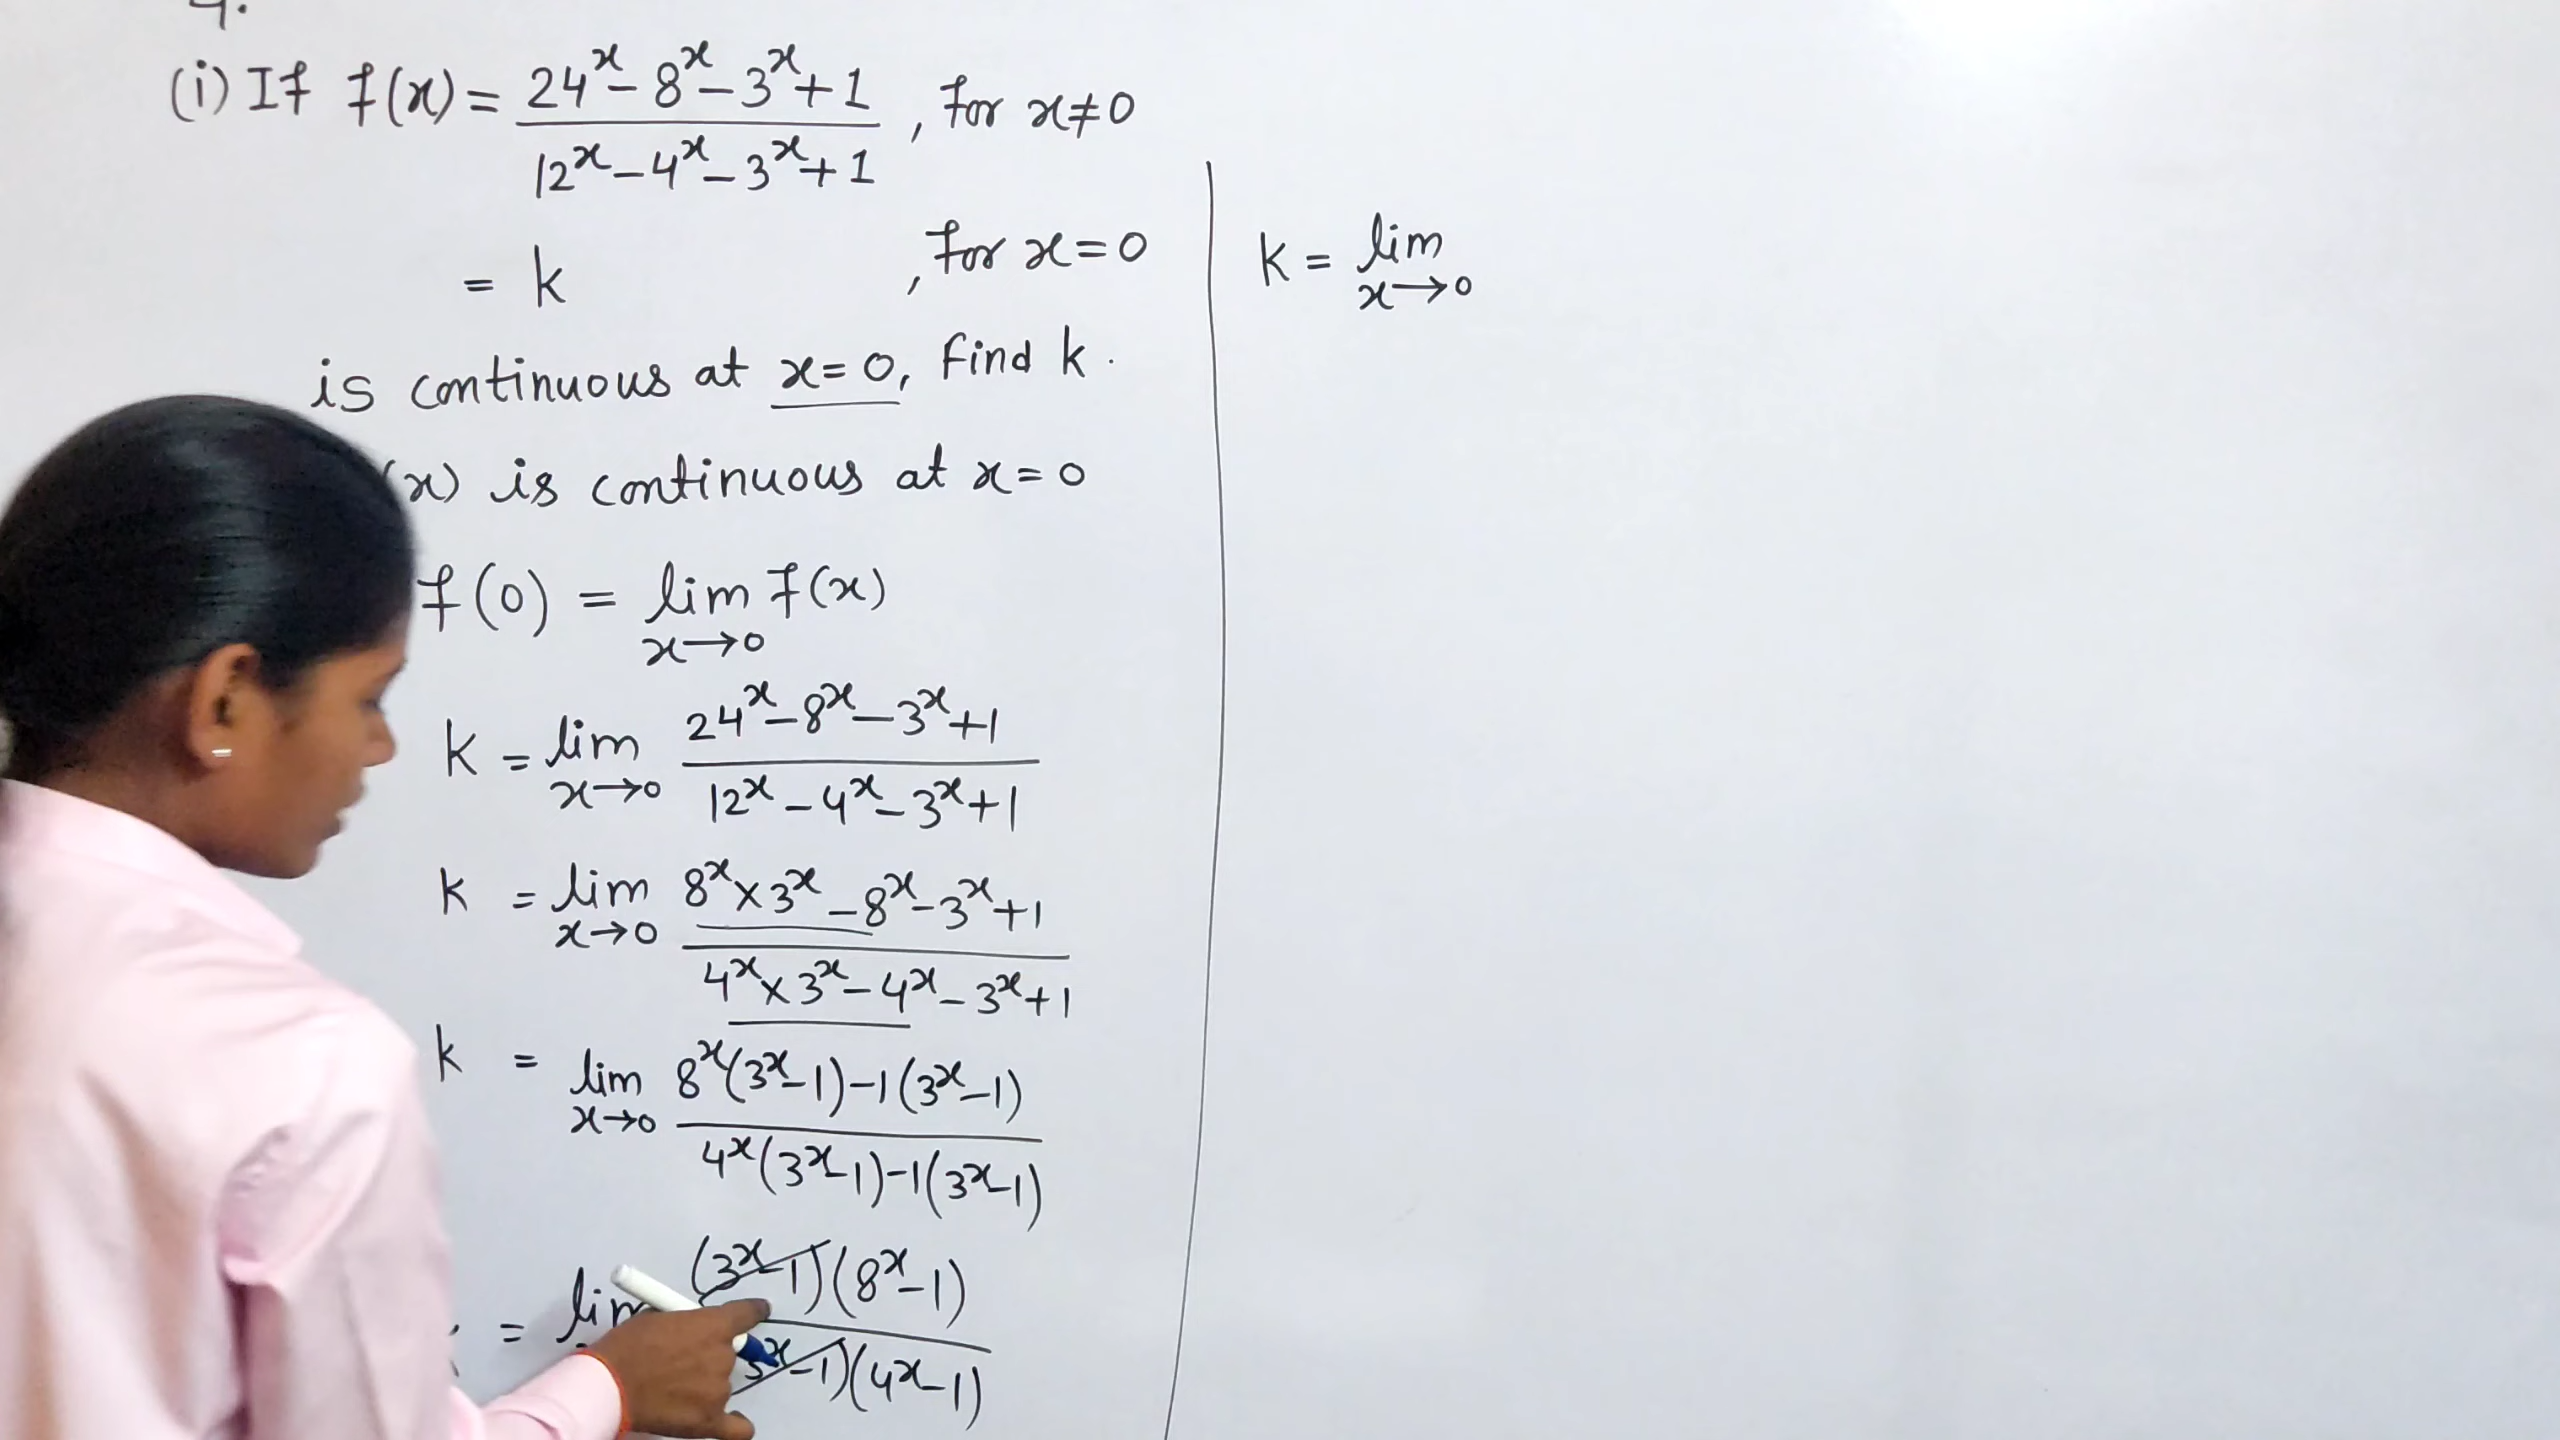 4.
(i) If f(x) = 24^x - 8^x - 3^x + 1 / 12^x - 4^x - 3^x + 1 , for x≠0
= k , for x=0
is continuous at x=0, Find k.
(x) is continuous at x=0
f(0) = lim x→0 f(x)
k = lim x→0 24^x - 8^x - 3^x + 1 / 12^x - 4^x - 3^x + 1
k = lim x→0 8^x × 3^x - 8^x - 3^x + 1 / 4^x × 3^x - 4^x - 3^x + 1
k = lim x→0 8^x (3^x - 1) - 1 (3^x - 1) / 4^x (3^x - 1) - 1 (3^x - 1)
= lim (3^x - 1)(8^x - 1) / 3^x - 1)(4^x - 1)
k = lim x→0